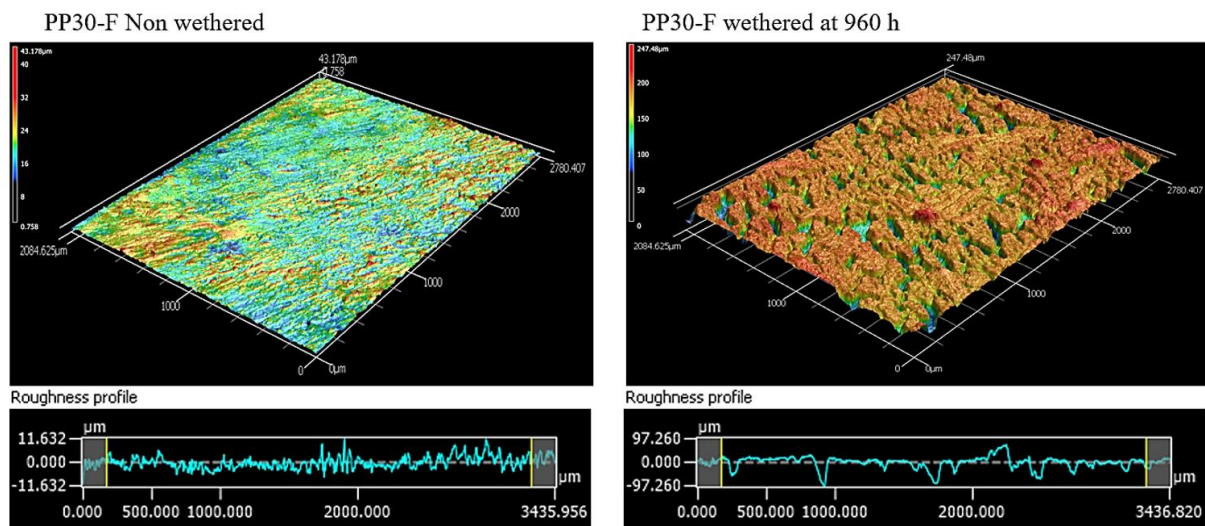 PP30-F Non wethered
43.178µm
40
32
24
16
8
0.758
43.178µm
0.758
2780.407
2000
1000
0µm
0
1000
2084.625µm
Roughness profile
µm
11.632
0.000
-11.632
µm
0.000 500.000 1000.000 2000.000 3435.956
PP30-F wethered at 960 h
247.48µm
200
150
100
50
0
247.48µm
2780.407
2000
1000
0µm
0
1000
2084.625µm
Roughness profile
µm
97.260
0.000
-97.260
µm
0.000 500.000 1000.000 2000.000 3436.820